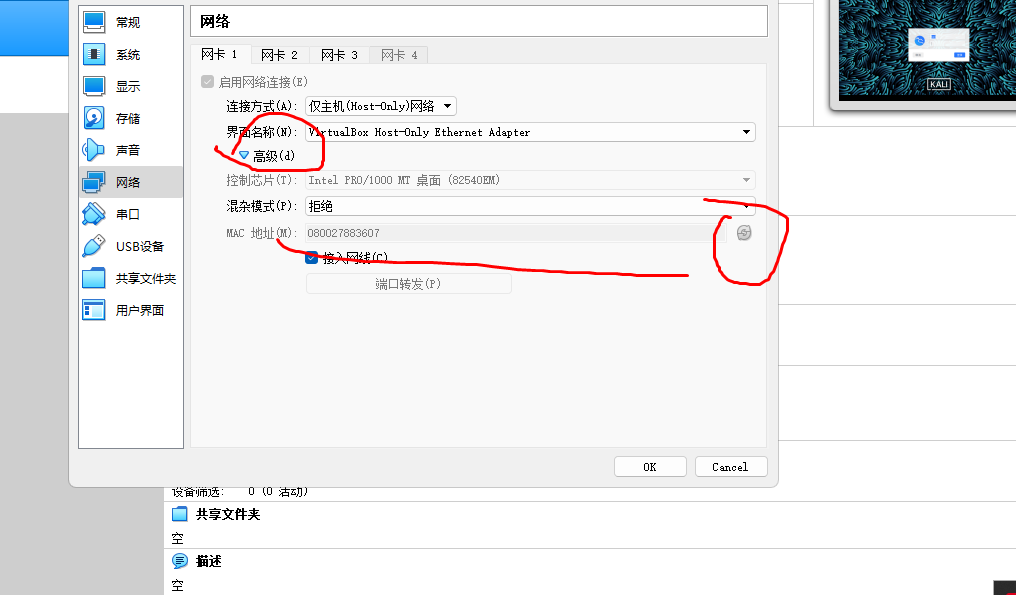 常规
系统
显示
存储
声音
网络
串口
USB设备
共享文件夹
用户界面
网络
网卡 1 网卡 2 网卡 3 网卡 4
启用网络连接(E)
连接方式(A): 仅主机(Host-Only)网络
界面名称(N): VirtualBox Host-Only Ethernet Adapter
高级(d)
控制芯片(T): Intel PRO/1000 MT 桌面 (82540EM)
混杂模式(P): 拒绝
MAC 地址(M): 080027883607
接入网线(C)
端口转发(P)
OK Cancel
KALI
设备筛选: 0 (0 活动)
共享文件夹
空
描述
空